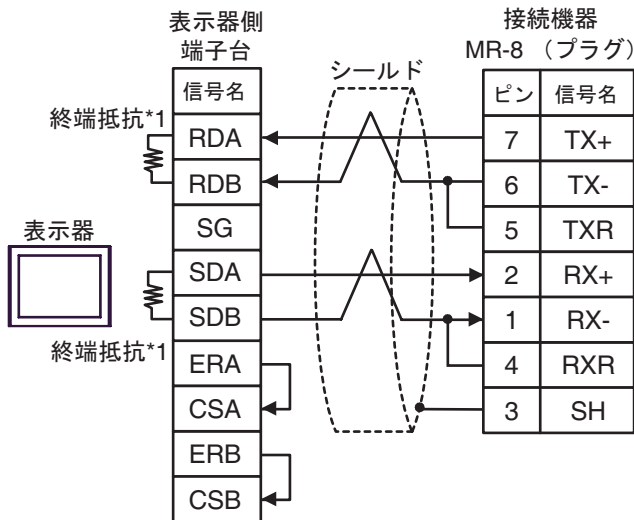 表示器側
端子台
接続機器
MR-8 （プラグ）
シールド
信号名
ピン 信号名
終端抵抗*1
RDA
7 TX+
RDB
6 TX-
SG
5 TXR
表示器
SDA
2 RX+
SDB
1 RX-
終端抵抗*1
ERA
4 RXR
CSA
3 SH
ERB
CSB